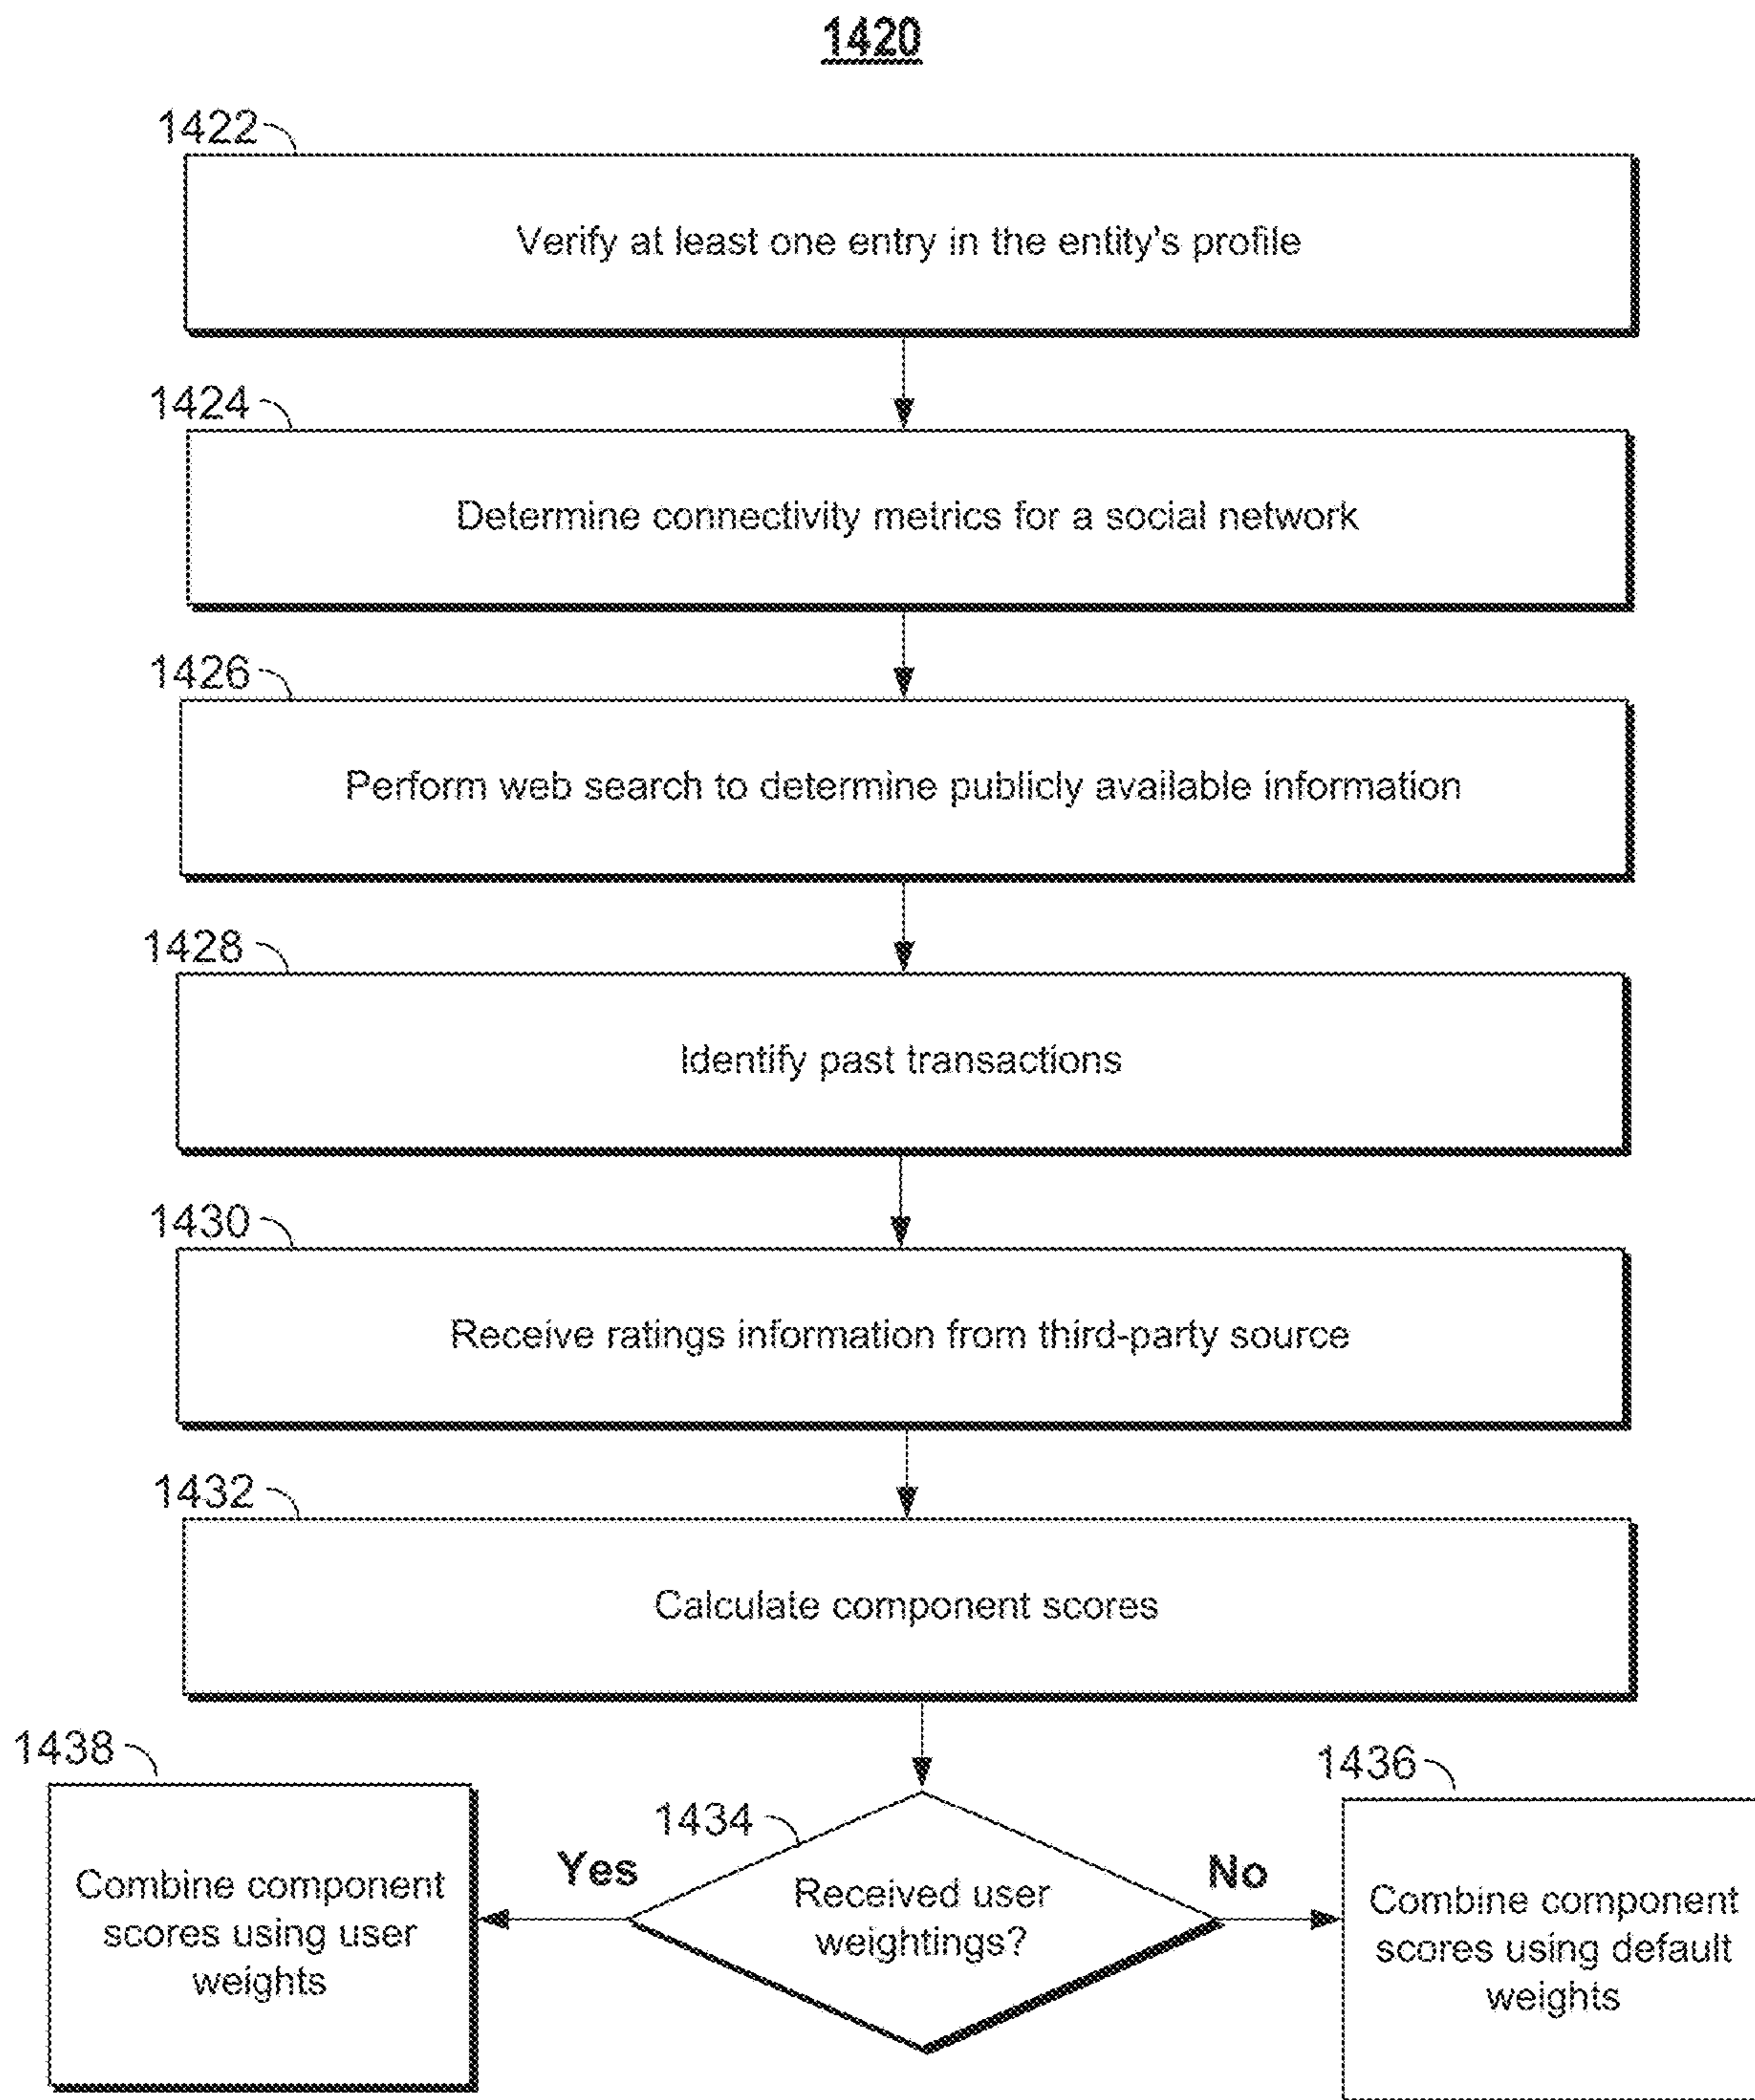 1420
1422
Verify at least one entry in the entity's profile
1424
Determine connectivity metrics for a social network
1426
Perform web search to determine publicly available information
1428
Identify past transactions
1430
Receive ratings information from third-party source
1432
Calculate component scores
1438
1436
1434
Yes
No
Combine component
scores using user
weights
Received user
weightings?
Combine component
scores using default
weights